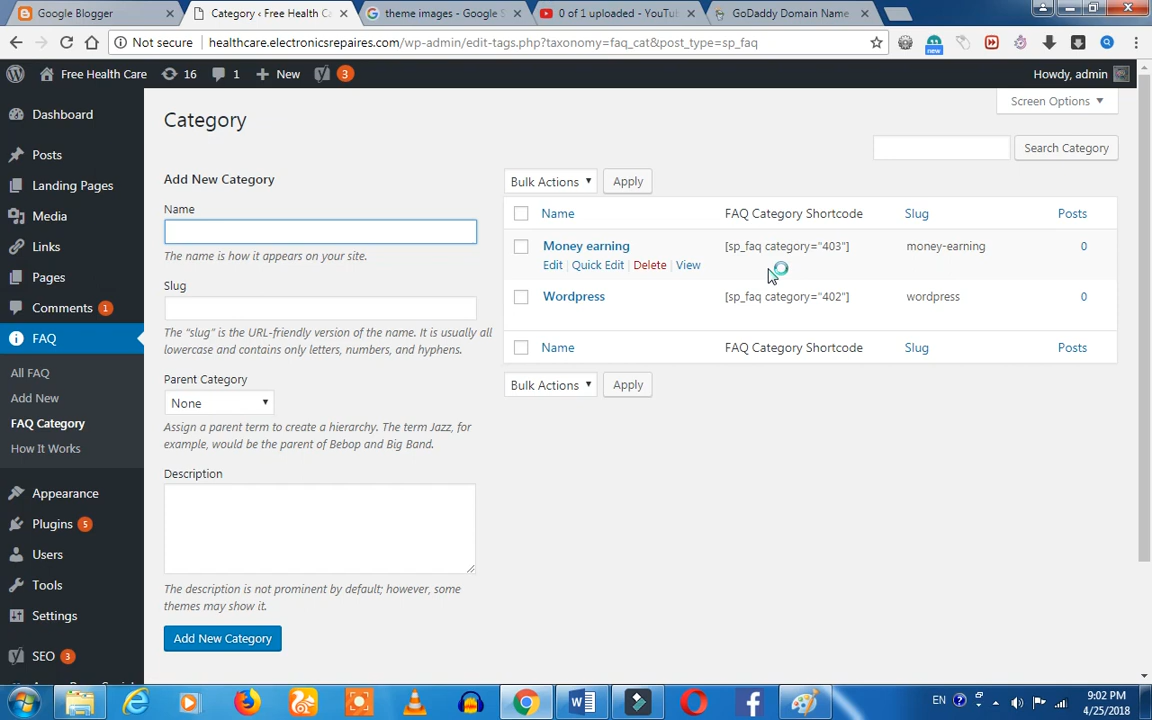 Google Blogger
Category ‹ Free Health Ca
theme images - Google S
0 of 1 uploaded - YouTu
GoDaddy Domain Name
Not secure
healthcare.electronicsrepaires.com/wp-admin/edit-tags.php?taxonomy=faq_cat&post_type=sp_faq
new
Free Health Care
16
1
New
3
Howdy, admin
Dashboard
Posts
Landing Pages
Media
Links
Pages
Comments 1
FAQ
All FAQ
Add New
FAQ Category
How It Works
Appearance
Plugins 5
Users
Tools
Settings
SEO 3
Screen Options
Category
Search Category
Add New Category
Name
The name is how it appears on your site.
Slug
The “slug” is the URL-friendly version of the name. It is usually all
lowercase and contains only letters, numbers, and hyphens.
Parent Category
None
Assign a parent term to create a hierarchy. The term Jazz, for
example, would be the parent of Bebop and Big Band.
Description
The description is not prominent by default; however, some
themes may show it.
Add New Category
Bulk Actions
Apply
Name FAQ Category Shortcode Slug Posts
Money earning [sp_faq category="403"] money-earning 0
Edit | Quick Edit | Delete | View
Wordpress [sp_faq category="402"] wordpress 0
Name FAQ Category Shortcode Slug Posts
Bulk Actions
Apply
EN
9:02 PM
4/25/2018